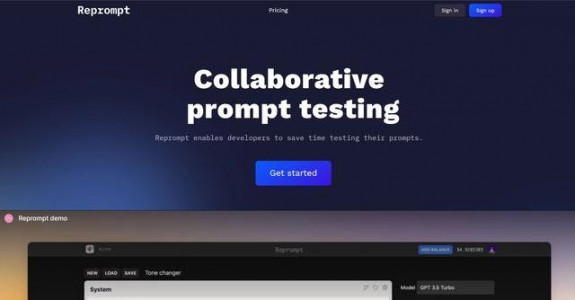 Reprompt
Pricing
Sign in
Sign up
Collaborative
prompt testing
Reprompt enables developers to save time testing their prompts.
Get started
Reprompt demo
Reprompt
NEW LOAD SAVE Tone changer
System
Model GPT 3.5 Turbo